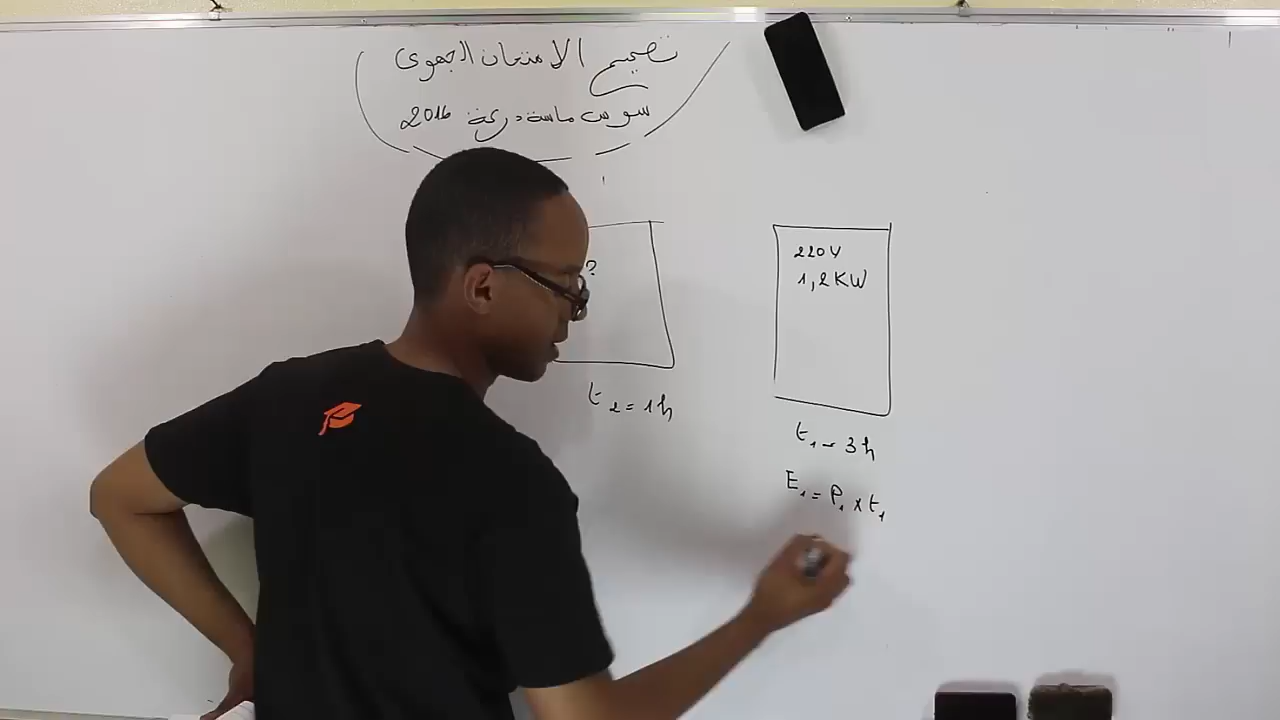 تصحيح الامتحان الجهوي
سوس ماسة درعة 2016
?
t2 = 1h
220V
1,2KW
t1 = 3h
E1 = P1 x t1